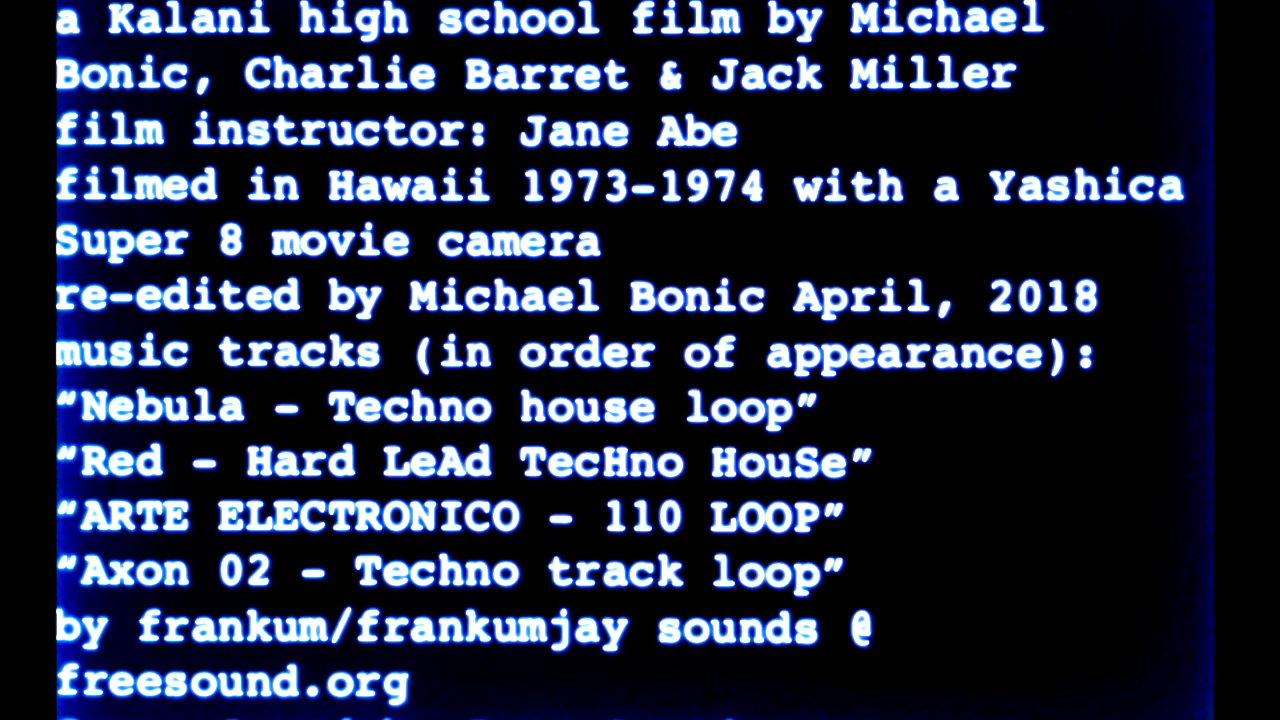 a Kalani high school film by Michael
Bonic, Charlie Barret & Jack Miller
film instructor: Jane Abe
filmed in Hawaii 1973-1974 with a Yashica
Super 8 movie camera
re-edited by Michael Bonic April, 2018
music tracks (in order of appearance):
“Nebula - Techno house loop”
“Red - Hard LeAd TecHno HouSe”
“ARTE ELECTRONICO - 110 LOOP”
“Axon 02 - Techno track loop”
by frankum/frankumjay sounds @
freesound.org